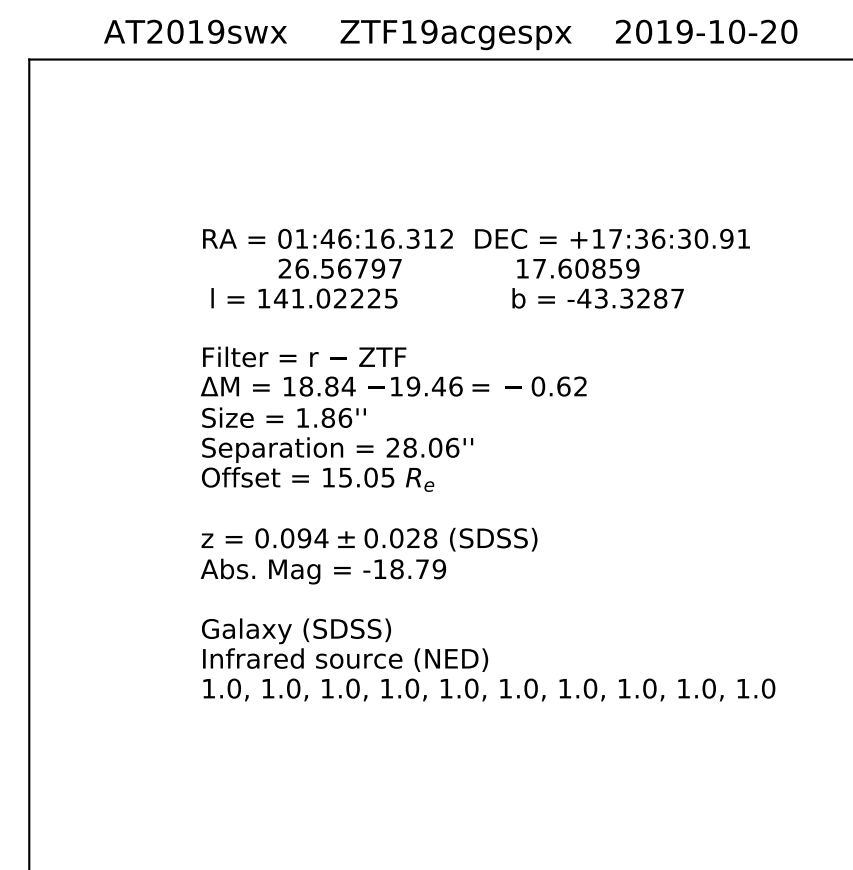 AT2019swx ZTF19acgespx 2019-10-20
RA = 01:46:16.312 DEC = +17:36:30.91
26.56797 17.60859
l = 141.02225 b = -43.3287
Filter = r − ZTF
ΔM = 18.84 −19.46 = − 0.62
Size = 1.86''
Separation = 28.06''
Offset = 15.05 Rₑ
z = 0.094 ± 0.028 (SDSS)
Abs. Mag = -18.79
Galaxy (SDSS)
Infrared source (NED)
1.0, 1.0, 1.0, 1.0, 1.0, 1.0, 1.0, 1.0, 1.0, 1.0